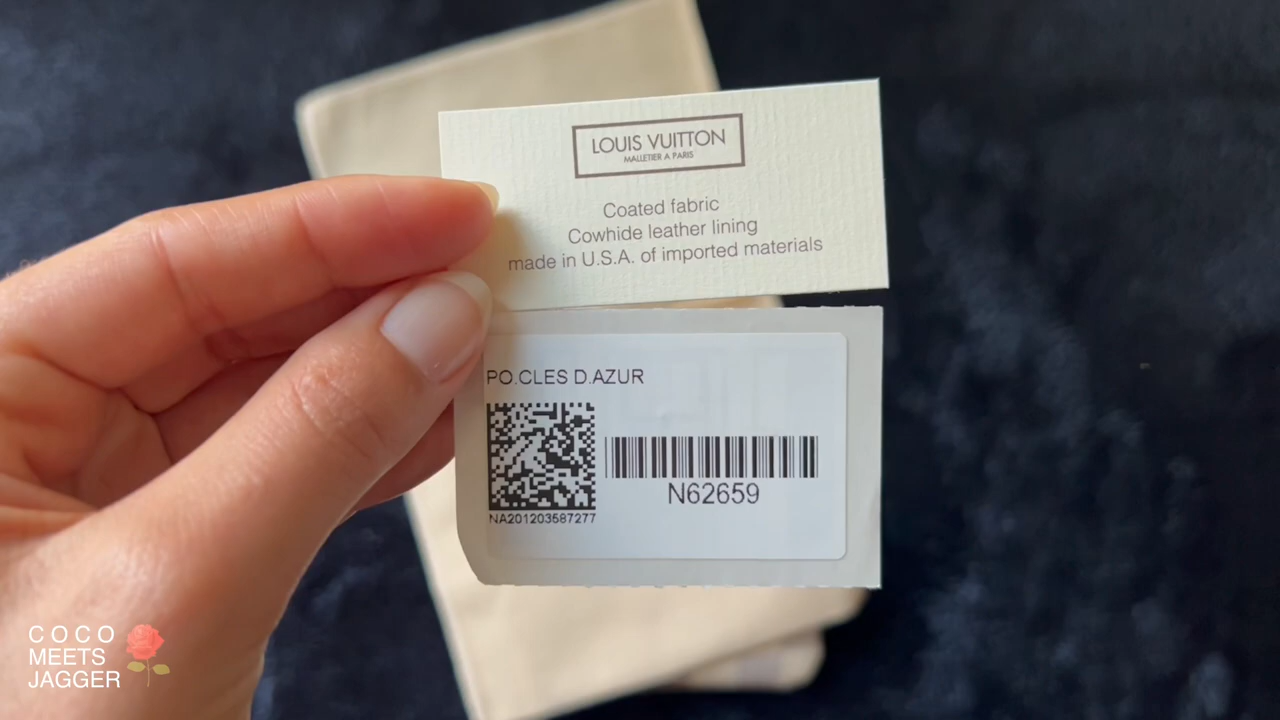 LOUIS VUITTON
MALLETIER A PARIS
Coated fabric
Cowhide leather lining
made in U.S.A. of imported materials
PO.CLES D.AZUR
N62659
NA201203587277
COCO
MEETS
JAGGER